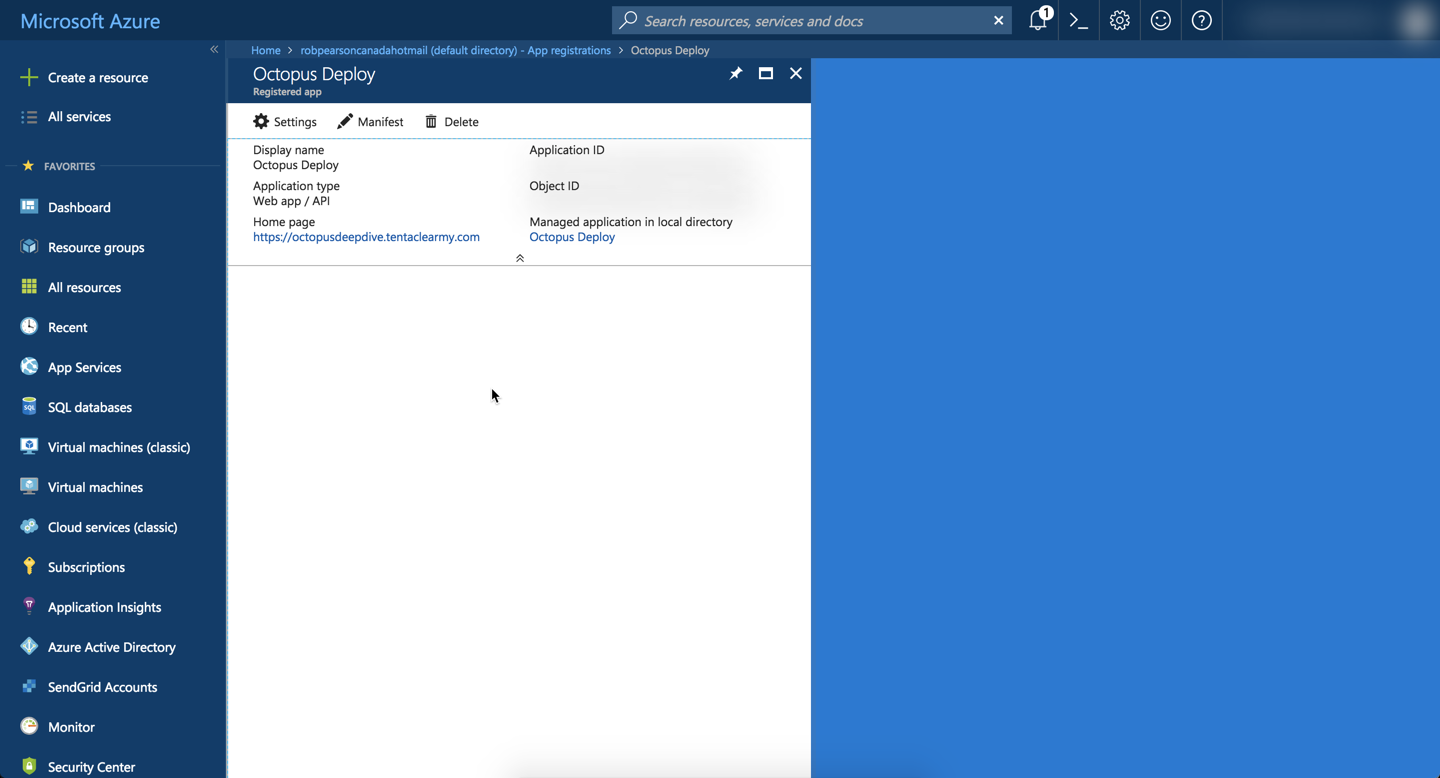 Microsoft Azure
Search resources, services and docs
1
Home > robpearsoncanadahotmail (default directory) - App registrations > Octopus Deploy
Create a resource
All services
FAVORITES
Dashboard
Resource groups
All resources
Recent
App Services
SQL databases
Virtual machines (classic)
Virtual machines
Cloud services (classic)
Subscriptions
Application Insights
Azure Active Directory
SendGrid Accounts
Monitor
Security Center
Octopus Deploy
Registered app
Settings Manifest Delete
Display name
Octopus Deploy
Application type
Web app / API
Home page
https://octopusdeepdive.tentaclearmy.com
Application ID
Object ID
Managed application in local directory
Octopus Deploy